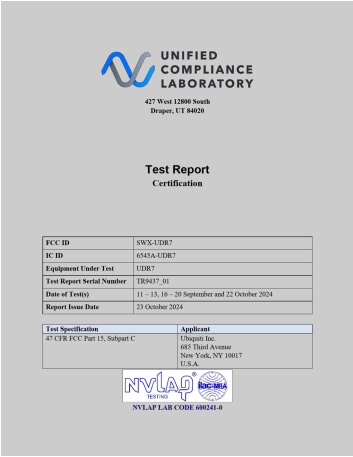 UNIFIED
COMPLIANCE
LABORATORY
427 West 12800 South
Draper, UT 84020
Test Report
Certification
FCC ID SWX-UDR7
IC ID 6545A-UDR7
Equipment Under Test UDR7
Test Report Serial Number TR9437_01
Date of Test(s) 11 – 13, 16 – 20 September and 22 October 2024
Report Issue Date 23 October 2024
Test Specification Applicant
47 CFR FCC Part 15, Subpart C Ubiquiti Inc.
685 Third Avenue
New York, NY 10017
U.S.A.
NVLAP®
TESTING
ilac-MRA
NVLAP LAB CODE 600241-0